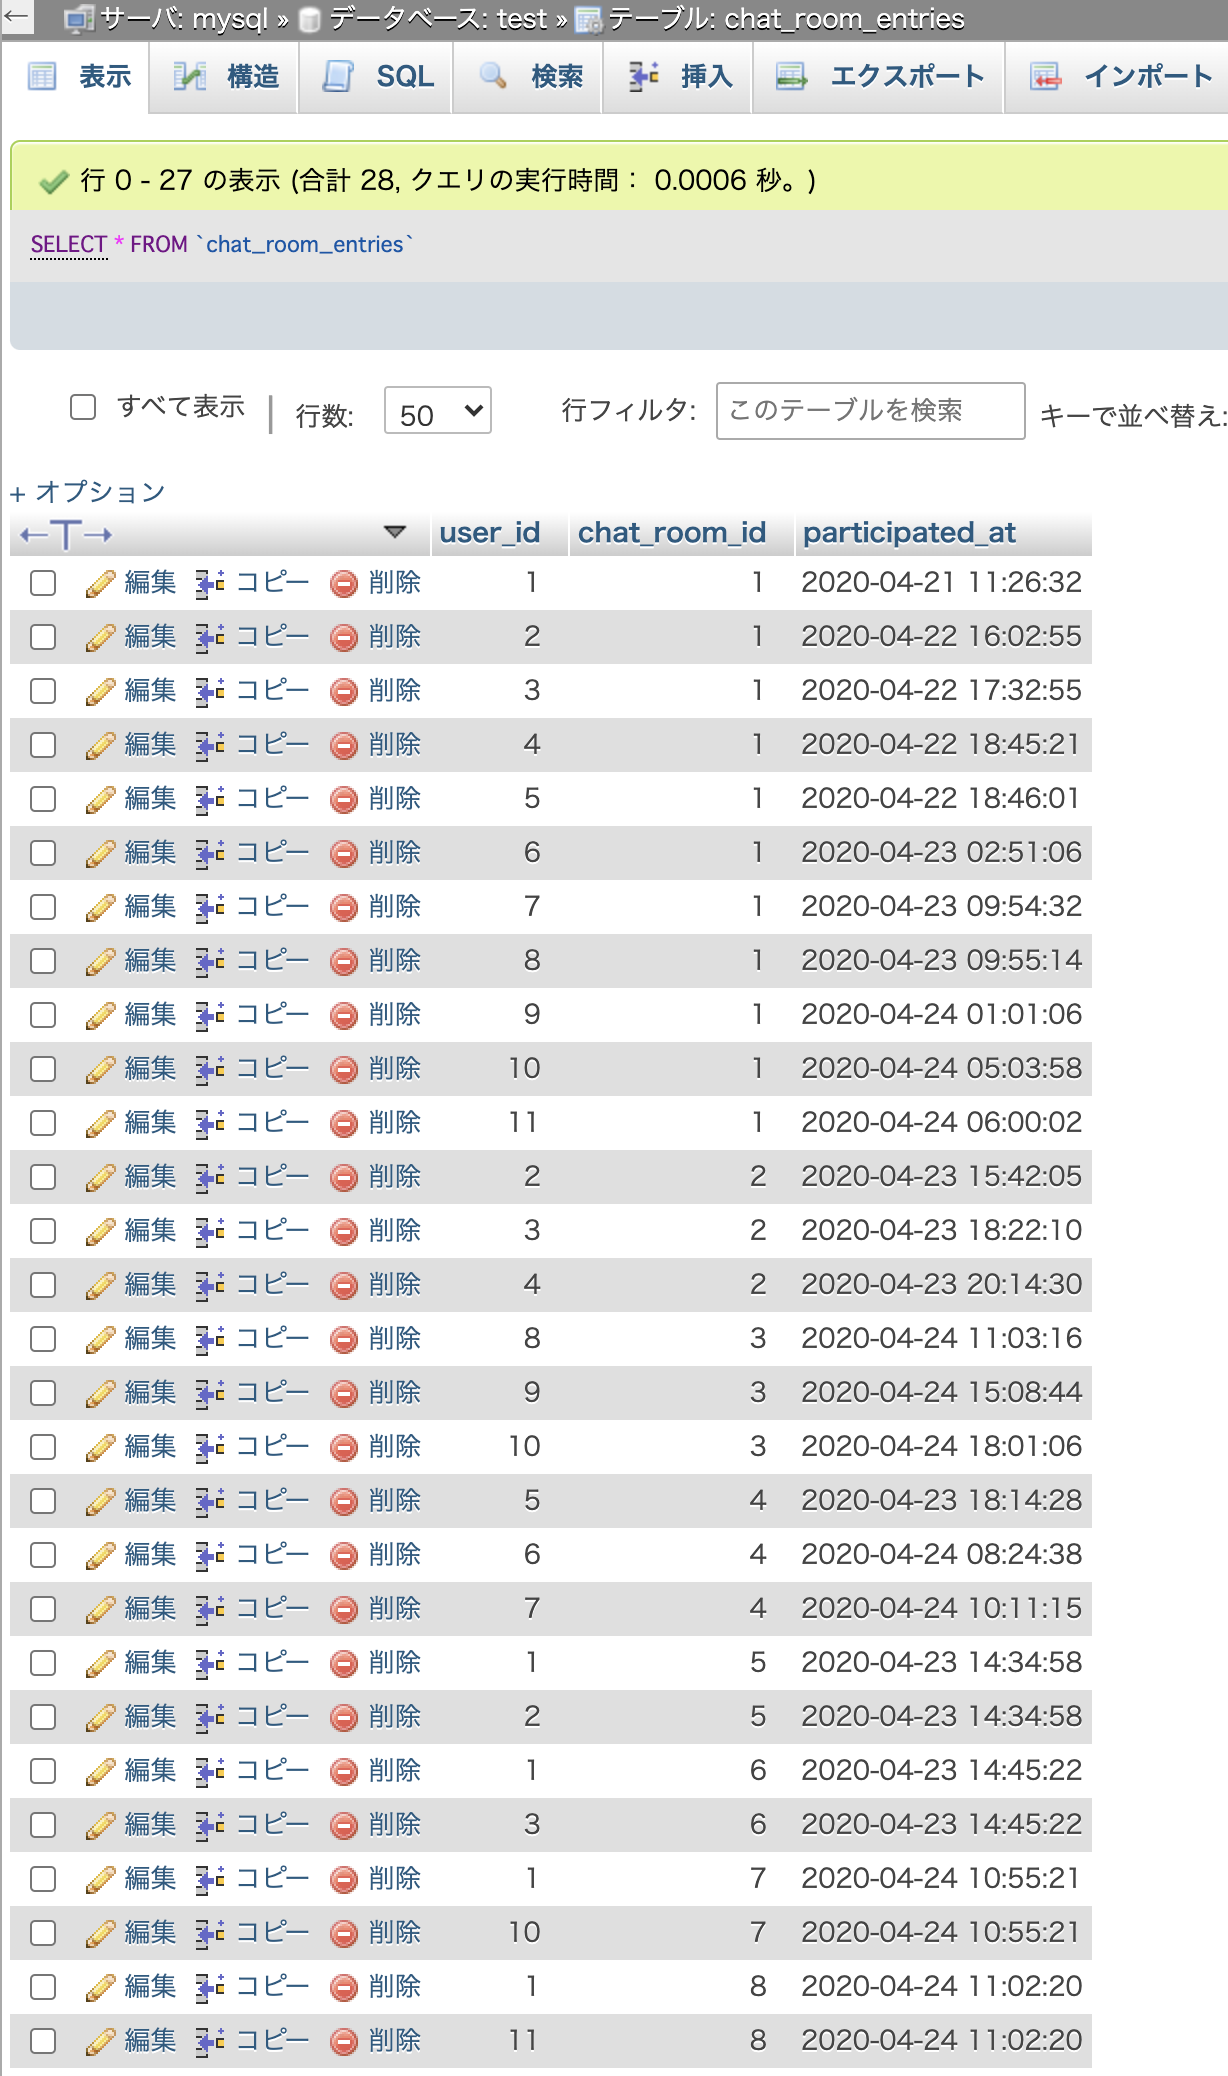 サーバ: mysql » データベース: test » テーブル: chat_room_entries
表示 構造 SQL 検索 挿入 エクスポート インポート
行 0 - 27 の表示 (合計 28, クエリの実行時間： 0.0006 秒。)
SELECT * FROM `chat_room_entries`
すべて表示 | 行数: 50 行フィルタ: このテーブルを検索 キーで並べ替え:
+ オプション
←T→ user_id chat_room_id participated_at
編集 コピー 削除 1 1 2020-04-21 11:26:32
編集 コピー 削除 2 1 2020-04-22 16:02:55
編集 コピー 削除 3 1 2020-04-22 17:32:55
編集 コピー 削除 4 1 2020-04-22 18:45:21
編集 コピー 削除 5 1 2020-04-22 18:46:01
編集 コピー 削除 6 1 2020-04-23 02:51:06
編集 コピー 削除 7 1 2020-04-23 09:54:32
編集 コピー 削除 8 1 2020-04-23 09:55:14
編集 コピー 削除 9 1 2020-04-24 01:01:06
編集 コピー 削除 10 1 2020-04-24 05:03:58
編集 コピー 削除 11 1 2020-04-24 06:00:02
編集 コピー 削除 2 2 2020-04-23 15:42:05
編集 コピー 削除 3 2 2020-04-23 18:22:10
編集 コピー 削除 4 2 2020-04-23 20:14:30
編集 コピー 削除 8 3 2020-04-24 11:03:16
編集 コピー 削除 9 3 2020-04-24 15:08:44
編集 コピー 削除 10 3 2020-04-24 18:01:06
編集 コピー 削除 5 4 2020-04-23 18:14:28
編集 コピー 削除 6 4 2020-04-24 08:24:38
編集 コピー 削除 7 4 2020-04-24 10:11:15
編集 コピー 削除 1 5 2020-04-23 14:34:58
編集 コピー 削除 2 5 2020-04-23 14:34:58
編集 コピー 削除 1 6 2020-04-23 14:45:22
編集 コピー 削除 3 6 2020-04-23 14:45:22
編集 コピー 削除 1 7 2020-04-24 10:55:21
編集 コピー 削除 10 7 2020-04-24 10:55:21
編集 コピー 削除 1 8 2020-04-24 11:02:20
編集 コピー 削除 11 8 2020-04-24 11:02:20